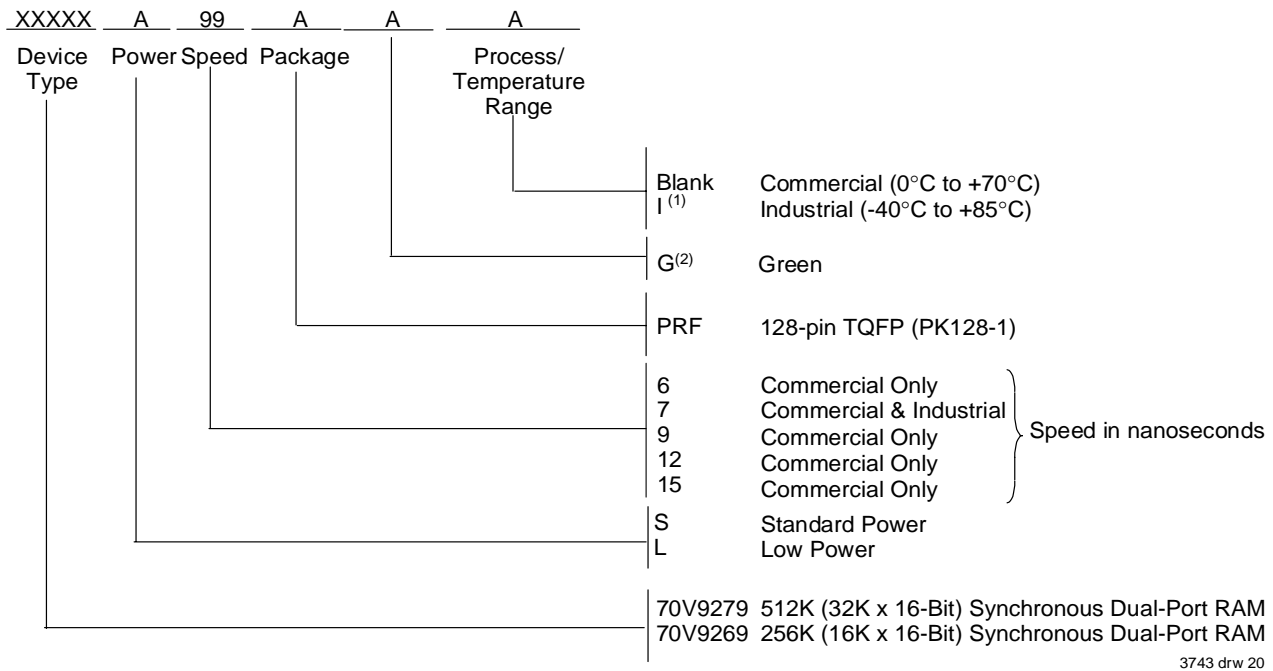 XXXXX A 99 A A A
Device Type Power Speed Package Process/ Temperature Range
Blank Commercial (0°C to +70°C)
I (1) Industrial (-40°C to +85°C)
G(2) Green
PRF 128-pin TQFP (PK128-1)
6 Commercial Only
7 Commercial & Industrial
9 Commercial Only
12 Commercial Only
15 Commercial Only
Speed in nanoseconds
S Standard Power
L Low Power
70V9279 512K (32K x 16-Bit) Synchronous Dual-Port RAM
70V9269 256K (16K x 16-Bit) Synchronous Dual-Port RAM
3743 drw 20